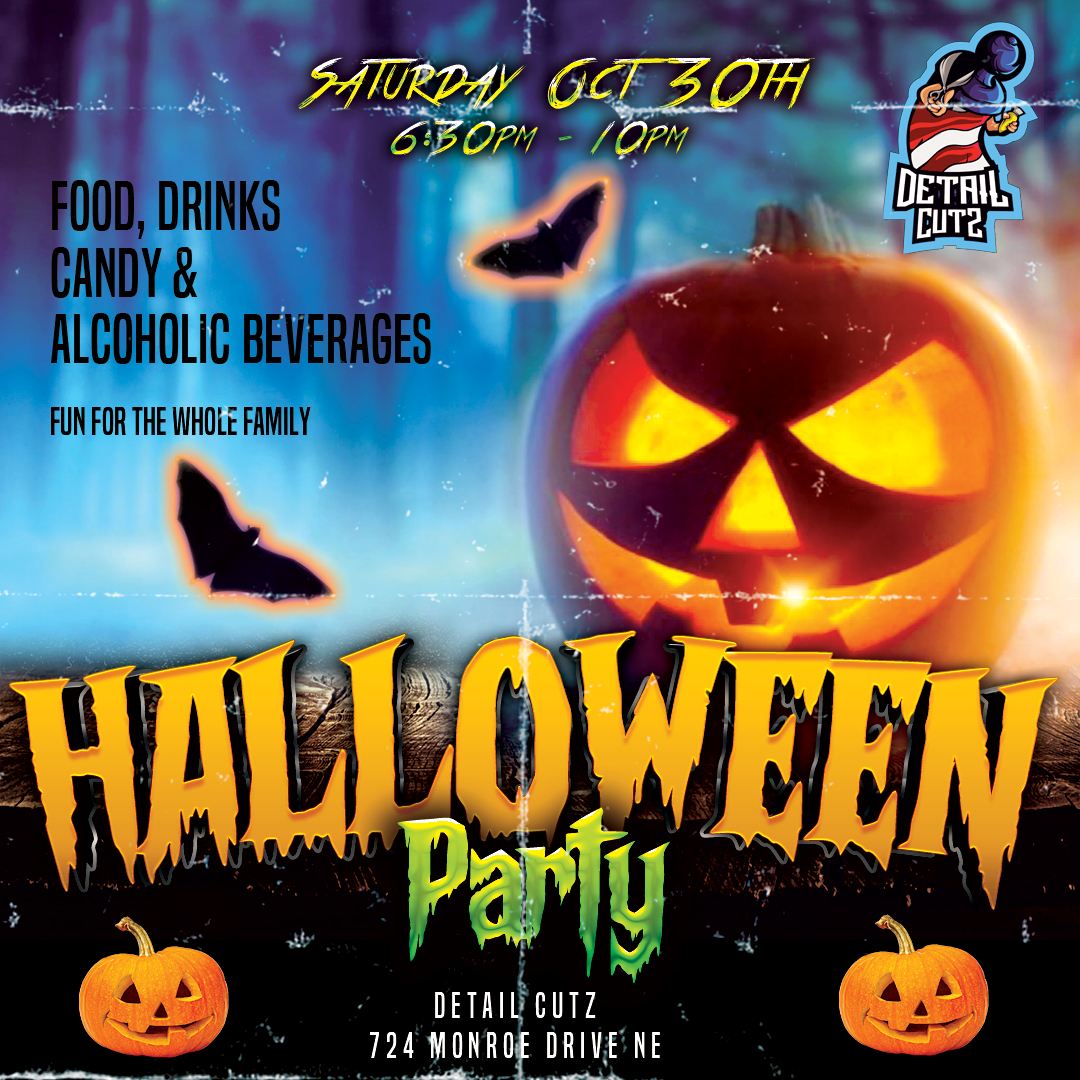 SATURDAY OCT 30TH
6:30PM - 10PM
DETAIL
CUTZ
FOOD, DRINKS
CANDY &
ALCOHOLIC BEVERAGES
FUN FOR THE WHOLE FAMILY
HALLOWEEN
Party
DETAIL CUTZ
724 MONROE DRIVE NE